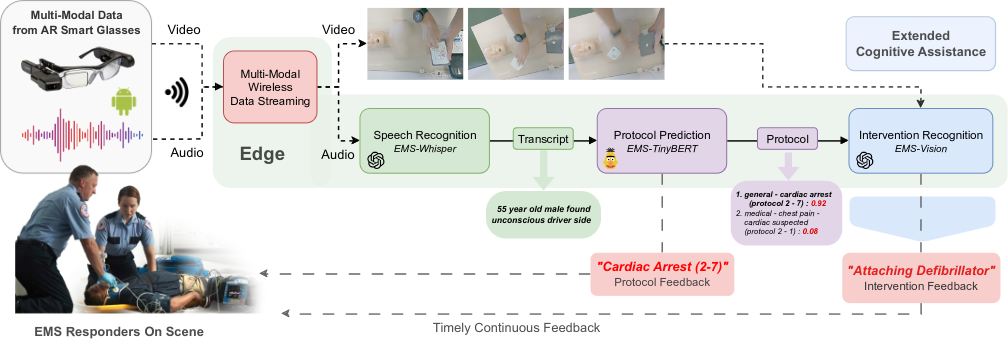 Multi-Modal Data
from AR Smart Glasses
Video
Audio
Multi-Modal
Wireless
Data Streaming
Edge
Video
Audio
Extended
Cognitive Assistance
Speech Recognition
EMS-Whisper
Transcript
Protocol Prediction
EMS-TinyBERT
Protocol
Intervention Recognition
EMS-Vision
55 year old male found
unconscious driver side
1. general - cardiac arrest
(protocol 2 - 7) : 0.92
2. medical - chest pain -
cardiac suspected
(protocol 2 - 1) : 0.08
"Cardiac Arrest (2-7)"
Protocol Feedback
"Attaching Defibrillator"
Intervention Feedback
Timely Continuous Feedback
EMS Responders On Scene